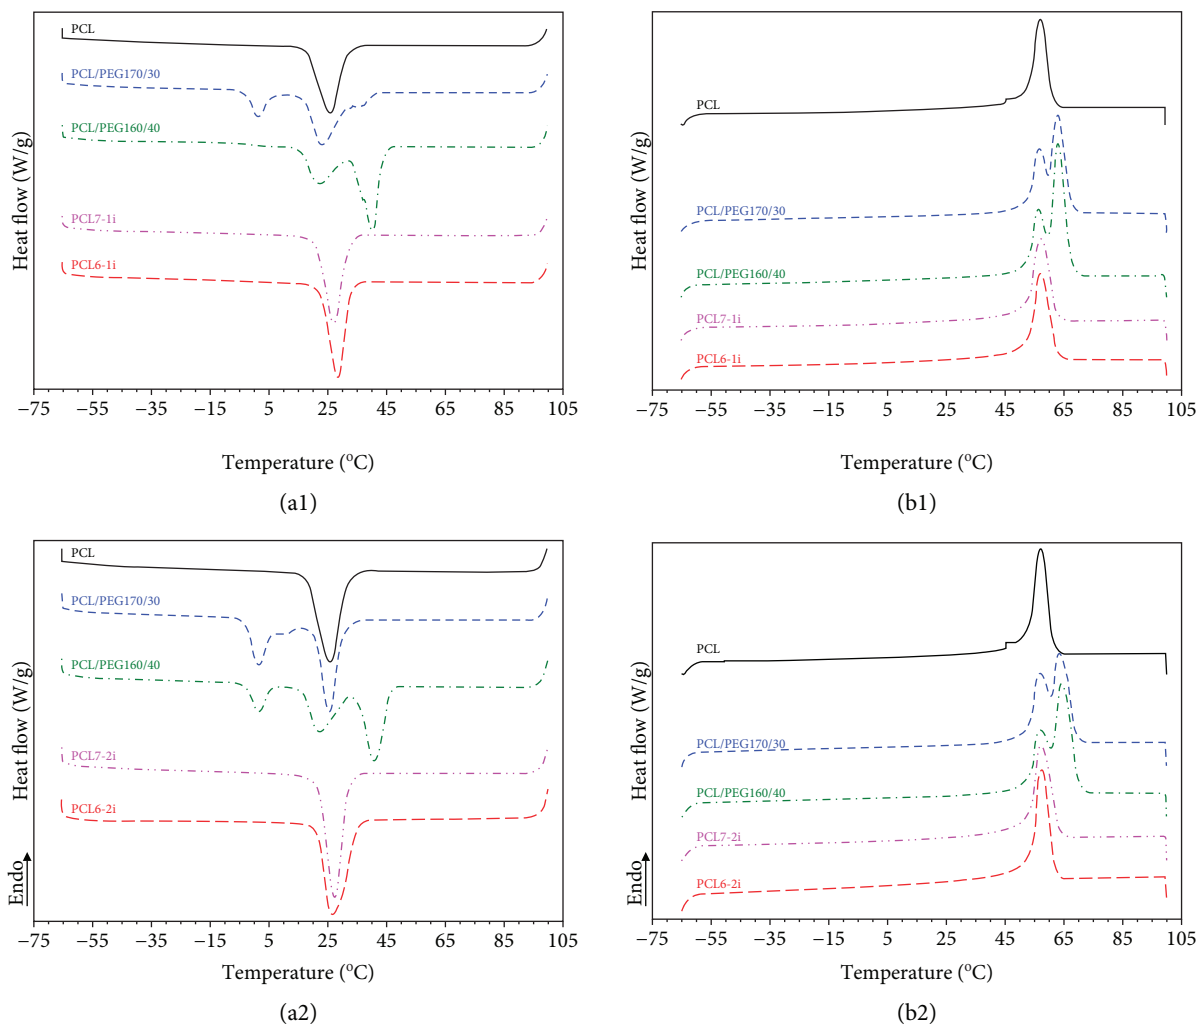 PCL
PCL/PEG170/30
PCL/PEG160/40
PCL7-1i
PCL6-1i
Heat flow (W/g)
−75 −55 −35 −15 5 25 45 65 85 105
Temperature (°C)
(a1)
PCL
PCL/PEG170/30
PCL/PEG160/40
PCL7-1i
PCL6-1i
Heat flow (W/g)
−75 −55 −35 −15 5 25 45 65 85 105
Temperature (°C)
(b1)
PCL
PCL/PEG170/30
PCL/PEG160/40
PCL7-2i
PCL6-2i
Heat flow (W/g)
Endo
−75 −55 −35 −15 5 25 45 65 85 105
Temperature (°C)
(a2)
PCL
PCL/PEG170/30
PCL/PEG160/40
PCL7-2i
PCL6-2i
Heat flow (W/g)
Endo
−75 −55 −35 −15 5 25 45 65 85 105
Temperature (°C)
(b2)